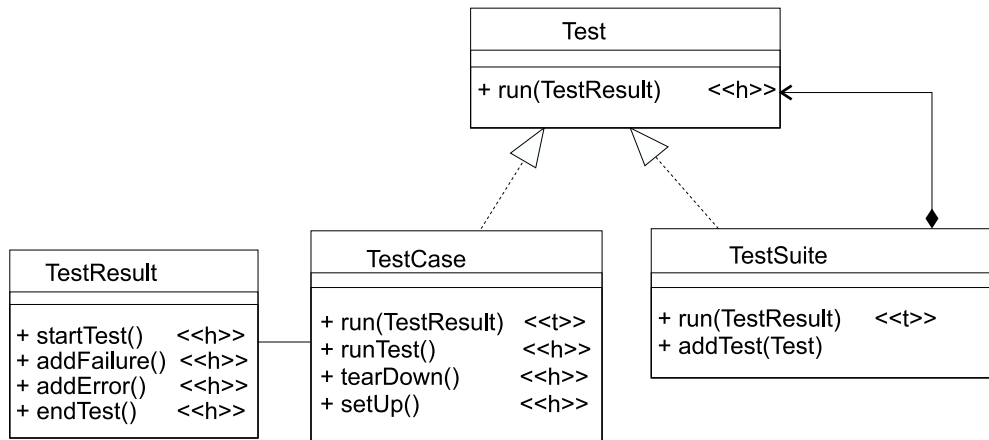 Test
+ run(TestResult) <<h>>
TestResult
+ startTest() <<h>>
+ addFailure() <<h>>
+ addError() <<h>>
+ endTest() <<h>>
TestCase
+ run(TestResult) <<t>>
+ runTest() <<h>>
+ tearDown() <<h>>
+ setUp() <<h>>
TestSuite
+ run(TestResult) <<t>>
+ addTest(Test)